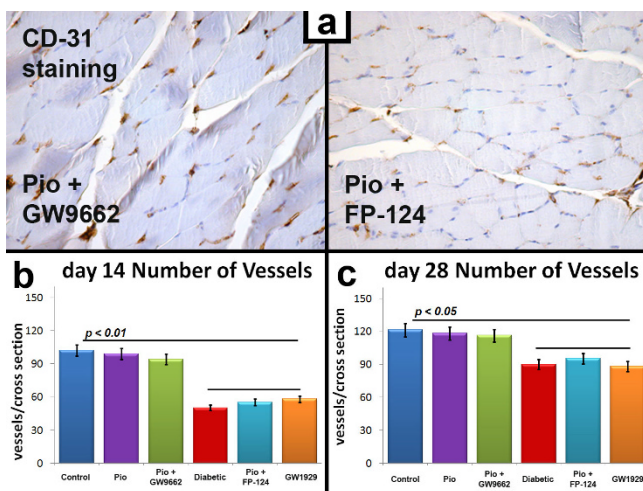 a
CD-31
staining
Pio +
GW9662
Pio +
FP-124
b
day 14 Number of Vessels
vessels/cross section
150
120
90
60
30
0
p < 0.01
Control
Pio
Pio +
GW9662
Diabetic
Pio +
FP-124
GW1929
c
day 28 Number of Vessels
vessels/cross section
150
120
90
60
30
0
p < 0.05
Control
Pio
Pio +
GW9662
Diabetic
Pio +
FP-124
GW1929